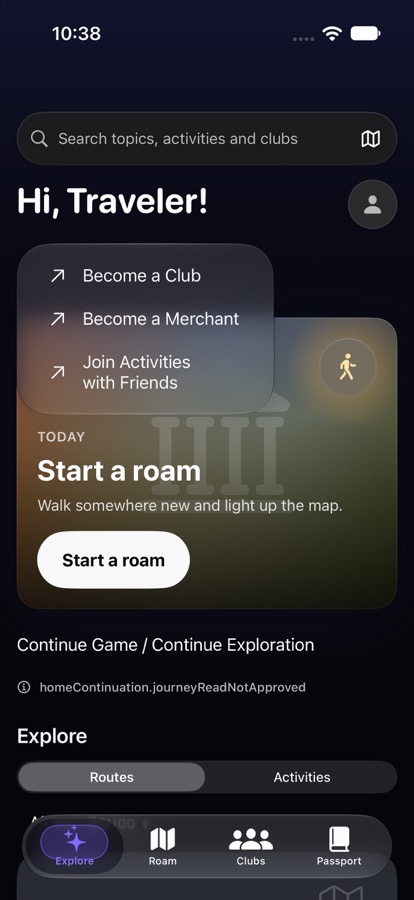 10:38
Search topics, activities and clubs
Hi, Traveler!
Become a Club
Become a Merchant
Join Activities
with Friends
TODAY
Start a roam
Walk somewhere new and light up the map.
Start a roam
Continue Game / Continue Exploration
homeContinuation.journeyReadNotApproved
Explore
Routes
Activities
Explore
Roam
Clubs
Passport